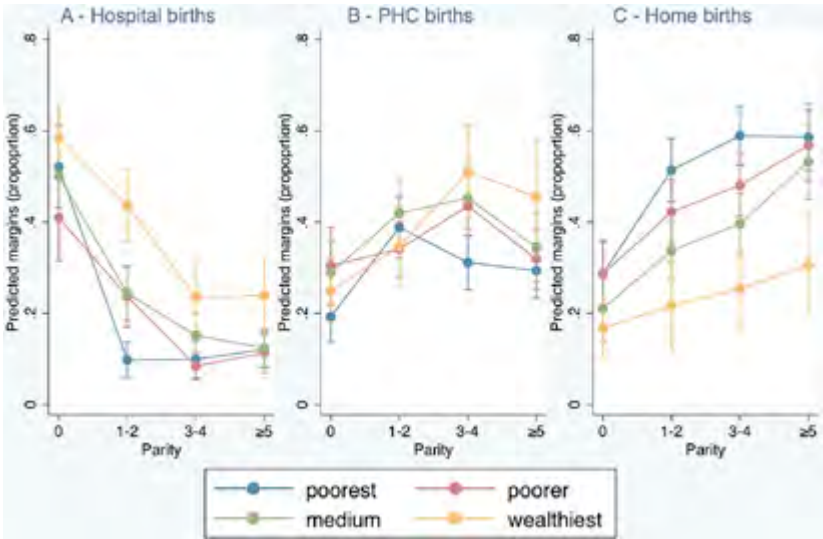 A - Hospital births
B - PHC births
C - Home births
Predicted margins (propoprtion)
.8
.6
.4
.2
0
0 1-2 3-4 ≥5
Parity
Predicted margins (propoprtion)
.8
.6
.4
.2
0
0 1-2 3-4 ≥5
Parity
Predicted margins (propoprtion)
.8
.6
.4
.2
0
0 1-2 3-4 ≥5
Parity
poorest poorer
medium wealthiest